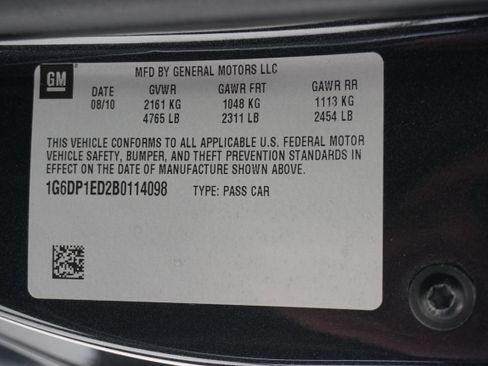 GM MFD BY GENERAL MOTORS LLC
DATE GVWR GAWR FRT GAWR RR
08/10 2161 KG 1048 KG 1113 KG
4765 LB 2311 LB 2454 LB
THIS VEHICLE CONFORMS TO ALL APPLICABLE U.S. FEDERAL MOTOR
VEHICLE SAFETY, BUMPER, AND THEFT PREVENTION STANDARDS IN
EFFECT ON THE DATE OF MANUFACTURE SHOWN ABOVE.
1G6DP1ED2B0114098 TYPE: PASS CAR